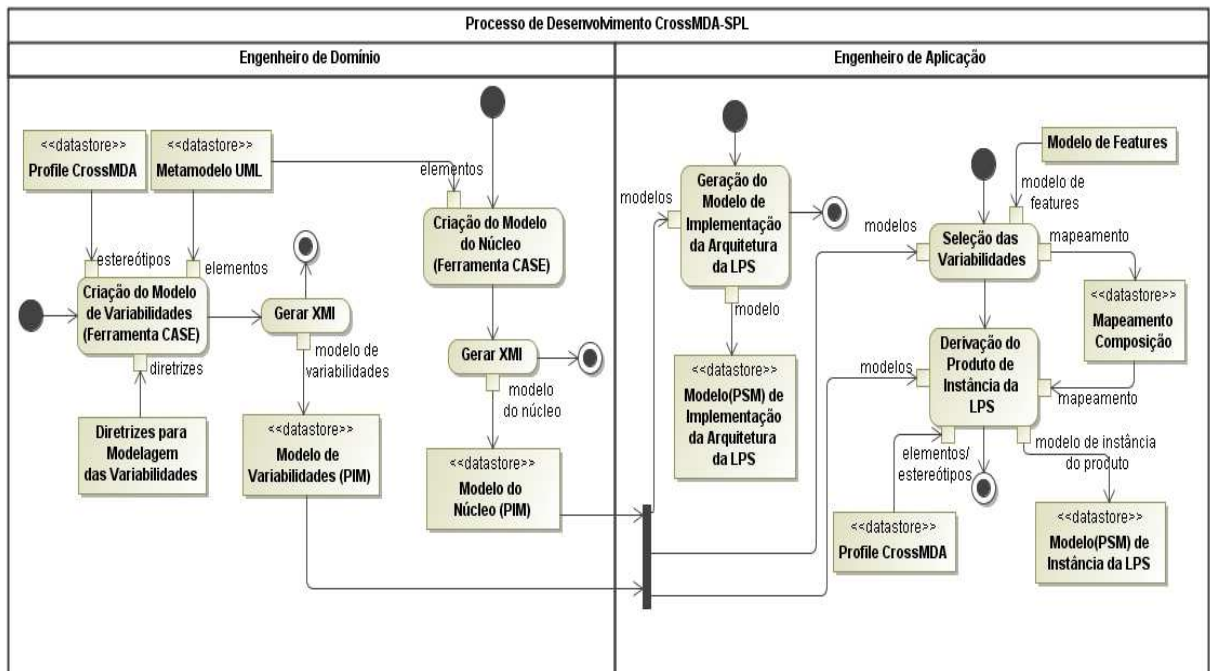 Processo de Desenvolvimento CrossMDA-SPL
Engenheiro de Domínio
Engenheiro de Aplicação
<<datastore>>
Profile CrossMDA
<<datastore>>
Metamodelo UML
elementos
estereótipos
elementos
Criação do Modelo
de Variabilidades
(Ferramenta CASE)
diretrizes
Diretrizes para
Modelagem
das Variabilidades
Gerar XMI
modelo de
variabilidades
<<datastore>>
Modelo de
Variabilidades (PIM)
Criação do Modelo
do Núcleo
(Ferramenta CASE)
Gerar XMI
modelo
do núcleo
<<datastore>>
Modelo do
Núcleo (PIM)
modelos
Geração do
Modelo de
Implementação
da Arquitetura
da LPS
modelo
<<datastore>>
Modelo(PSM) de
Implementação
da Arquitetura
da LPS
Modelo de Features
modelo de
features
modelos
Seleção das
Variabilidades
mapeamento
<<datastore>>
Mapeamento
Composição
mapeamento
modelos
Derivação do
Produto de
Instância da
LPS
elementos/
estereótipos
modelo de instância
do produto
<<datastore>>
Profile CrossMDA
<<datastore>>
Modelo(PSM) de
Instância da LPS